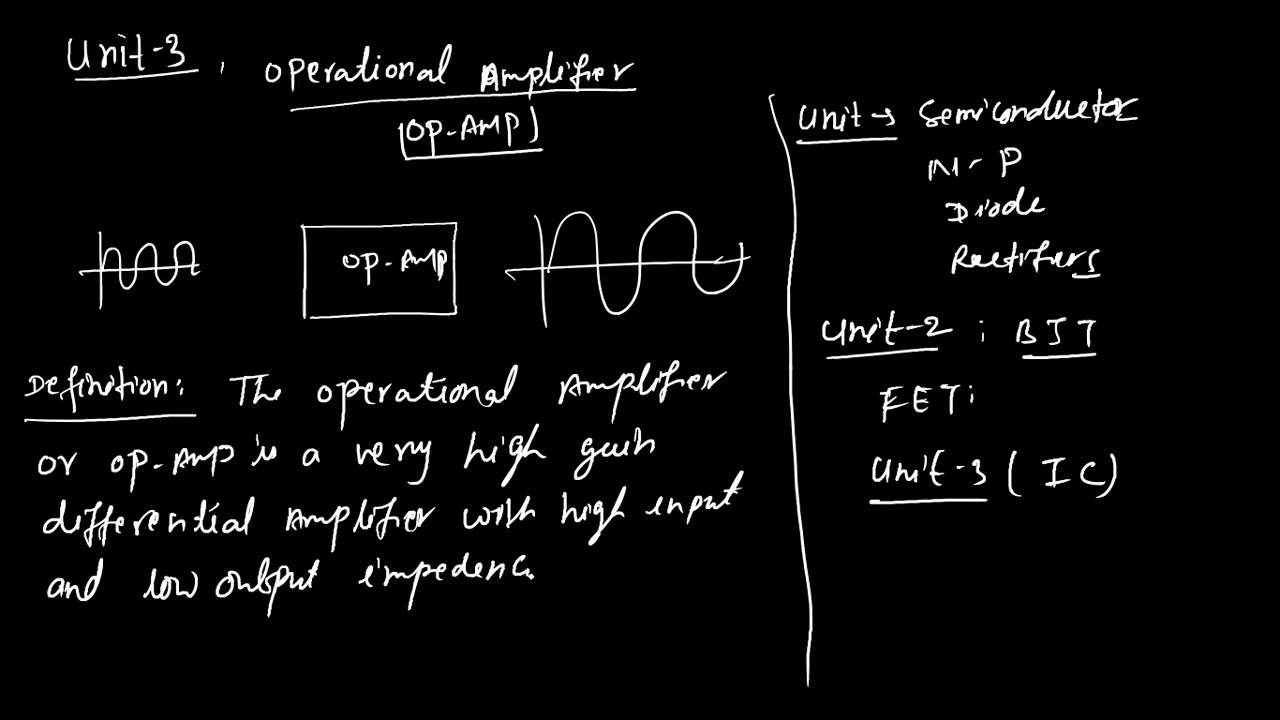 Unit-3, Operational Amplifier
(OP-AMP)
OP-AMP
Definition: The operational Amplifier
or OP-AMP is a very high gain
differential Amplifier with high input
and low output impedenc
Unit → Semiconductor
N-P
Diode
Rectifiers
Unit-2 : BJT
FET:
Unit-3 (IC)